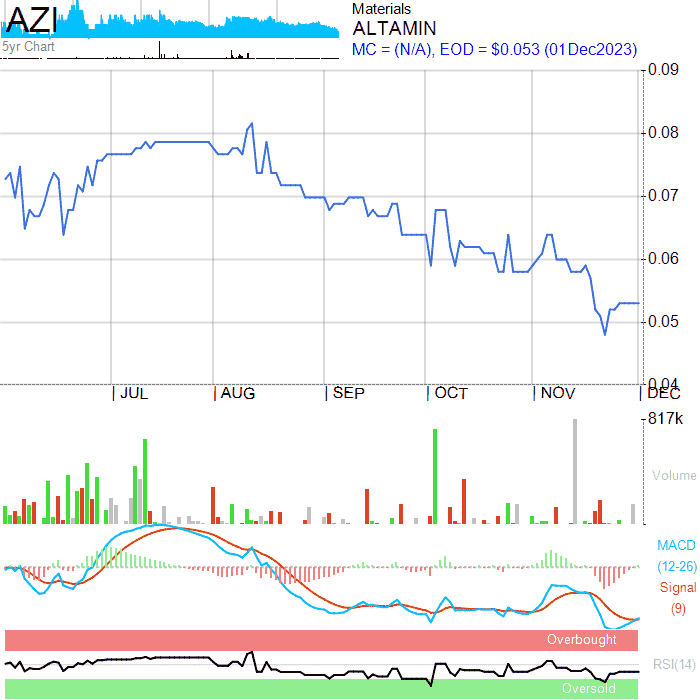 AZI
5yr Chart
Materials
ALTAMIN
MC = (N/A), EOD = $0.053 (01Dec2023)
0.09
0.08
0.07
0.06
0.05
0.04
JUL AUG SEP OCT NOV DEC
817k
Volume
MACD
(12-26)
Signal
(9)
Overbought
RSI(14)
Oversold